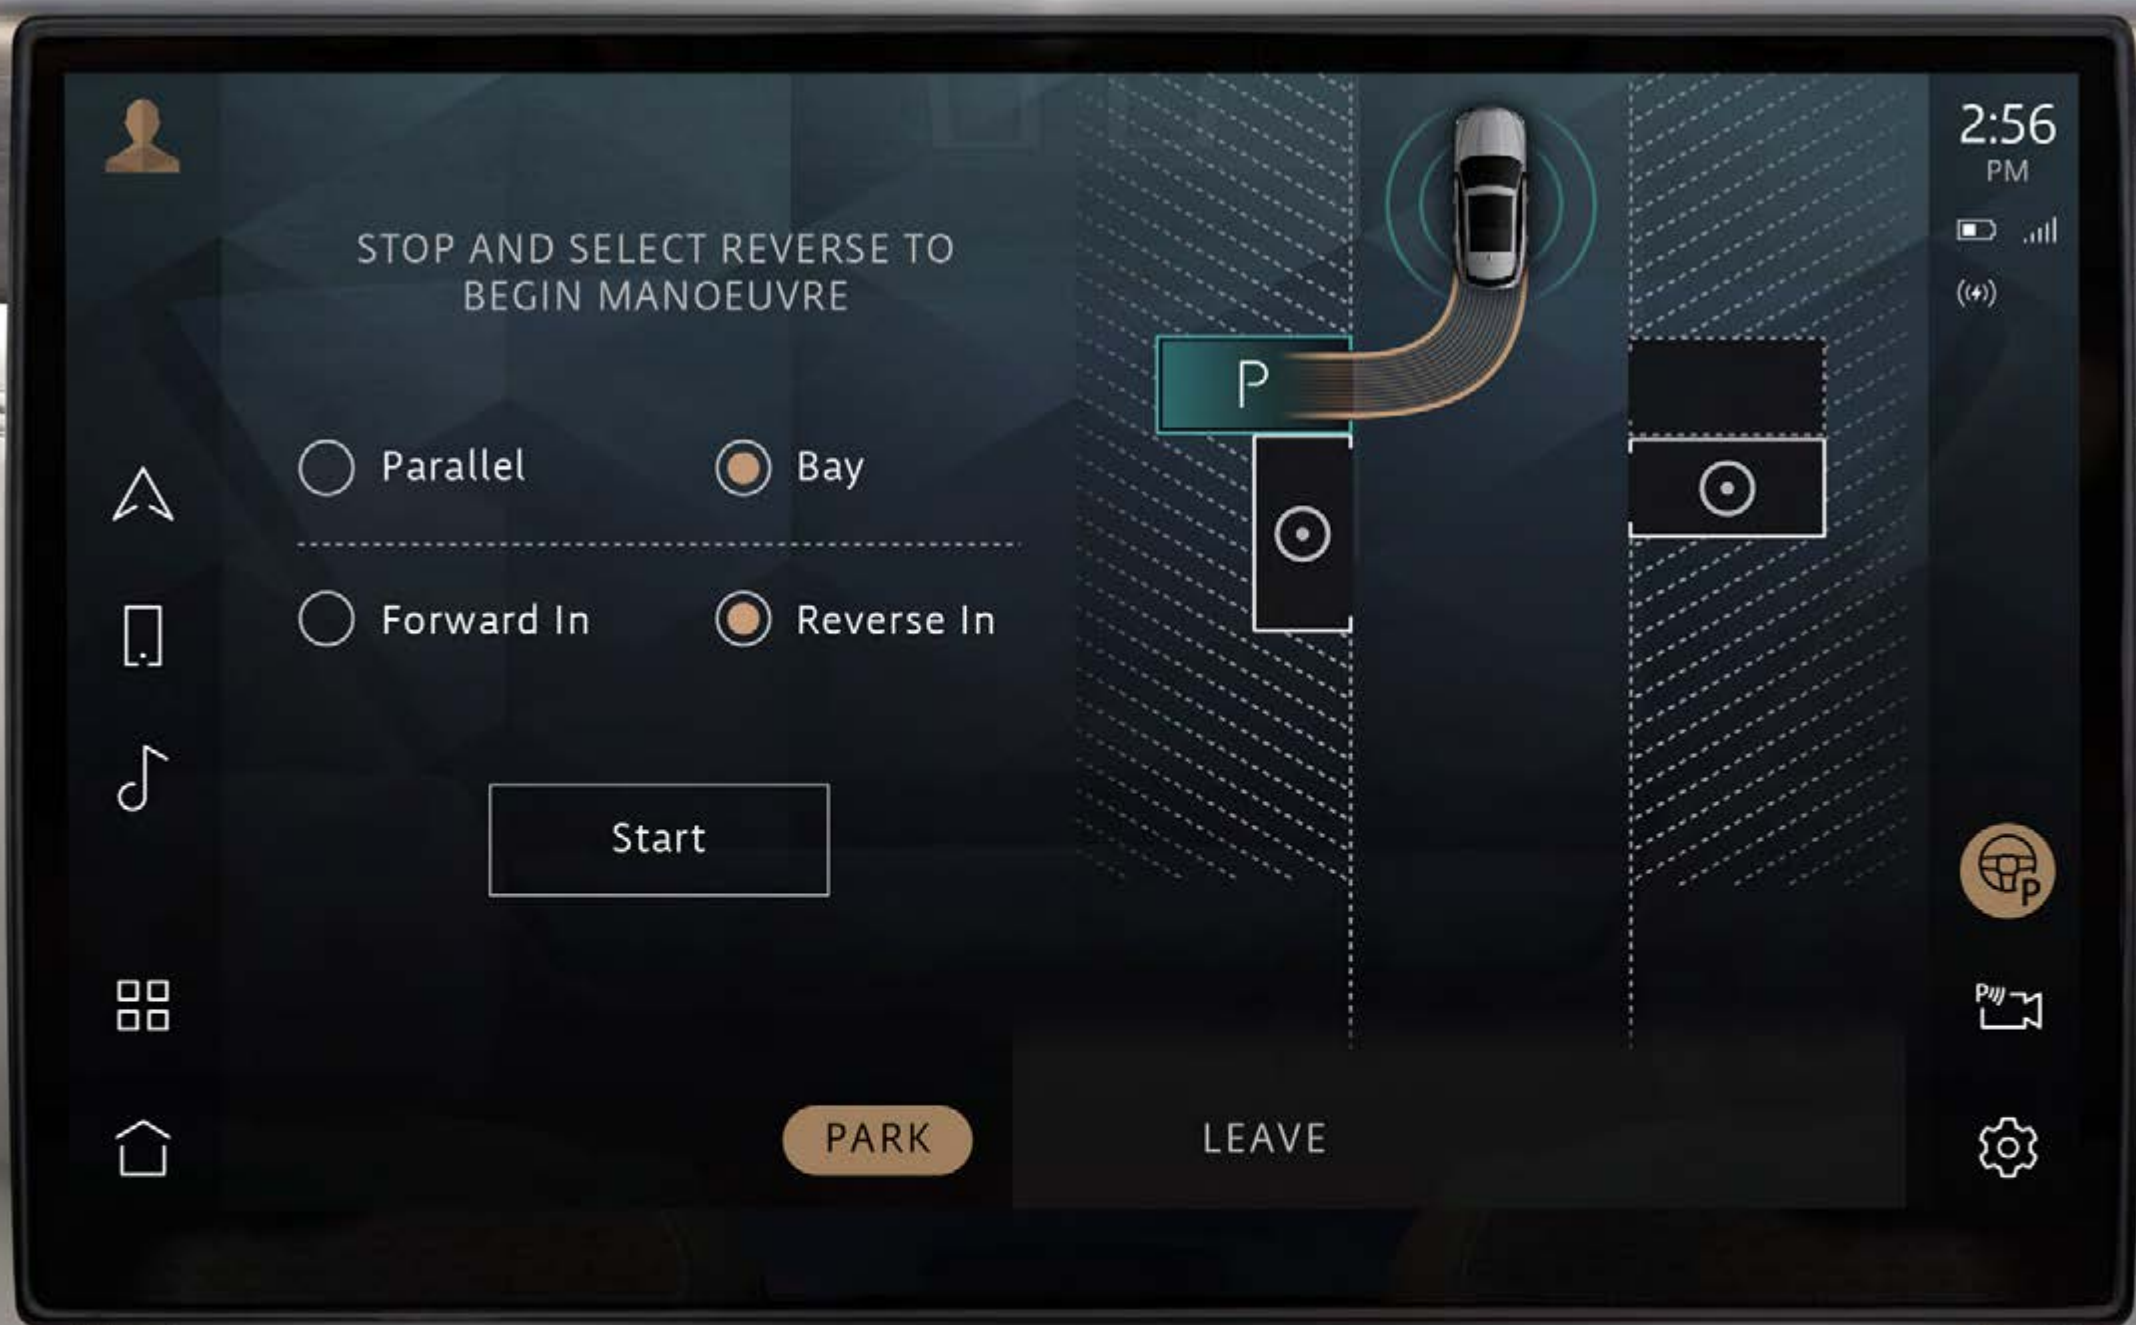 2:56
PM
STOP AND SELECT REVERSE TO
BEGIN MANOEUVRE
P
Parallel
Bay
Forward In
Reverse In
Start
P
P
PARK
LEAVE